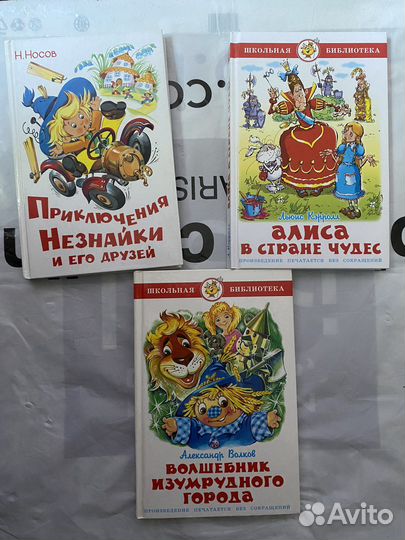 Н. Носов
Приключения
Незнайки
и его друзей
ШКОЛЬНАЯ БИБЛИОТЕКА
Льюис Кэрролл
АЛИСА
В СТРАНЕ ЧУДЕС
ПРОИЗВЕДЕНИЕ ПЕЧАТАЕТСЯ БЕЗ СОКРАЩЕНИЙ
ШКОЛЬНАЯ БИБЛИОТЕКА
Александр Волков
ВОЛШЕБНИК
ИЗУМРУДНОГО
ГОРОДА
ПРОИЗВЕДЕНИЕ ПЕЧАТАЕТСЯ БЕЗ СОКРАЩЕНИЙ
Avito